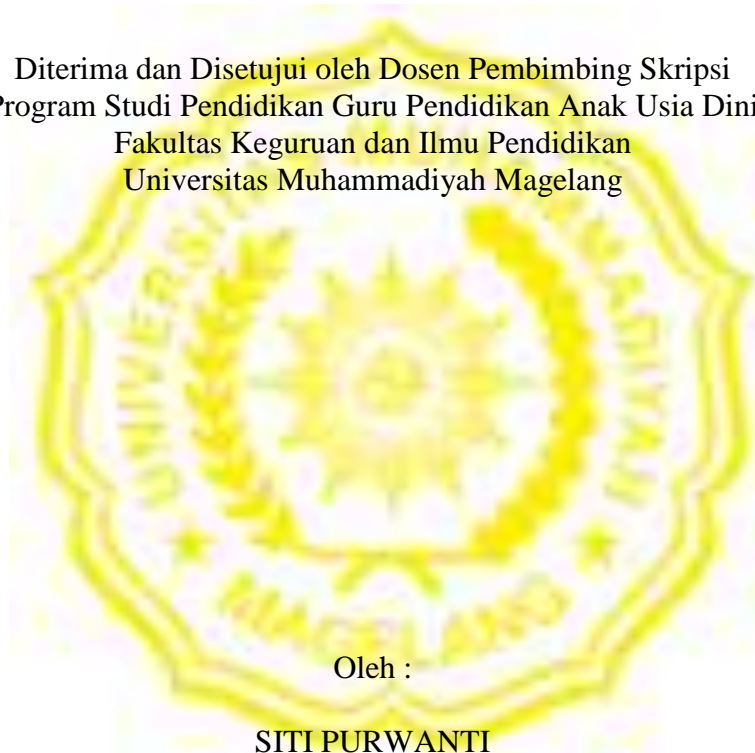 Diterima dan Disetujui oleh Dosen Pembimbing Skripsi
Program Studi Pendidikan Guru Pendidikan Anak Usia Dini
Fakultas Keguruan dan Ilmu Pendidikan
Universitas Muhammadiyah Magelang
MAGELANG
Oleh :
SITI PURWANTI